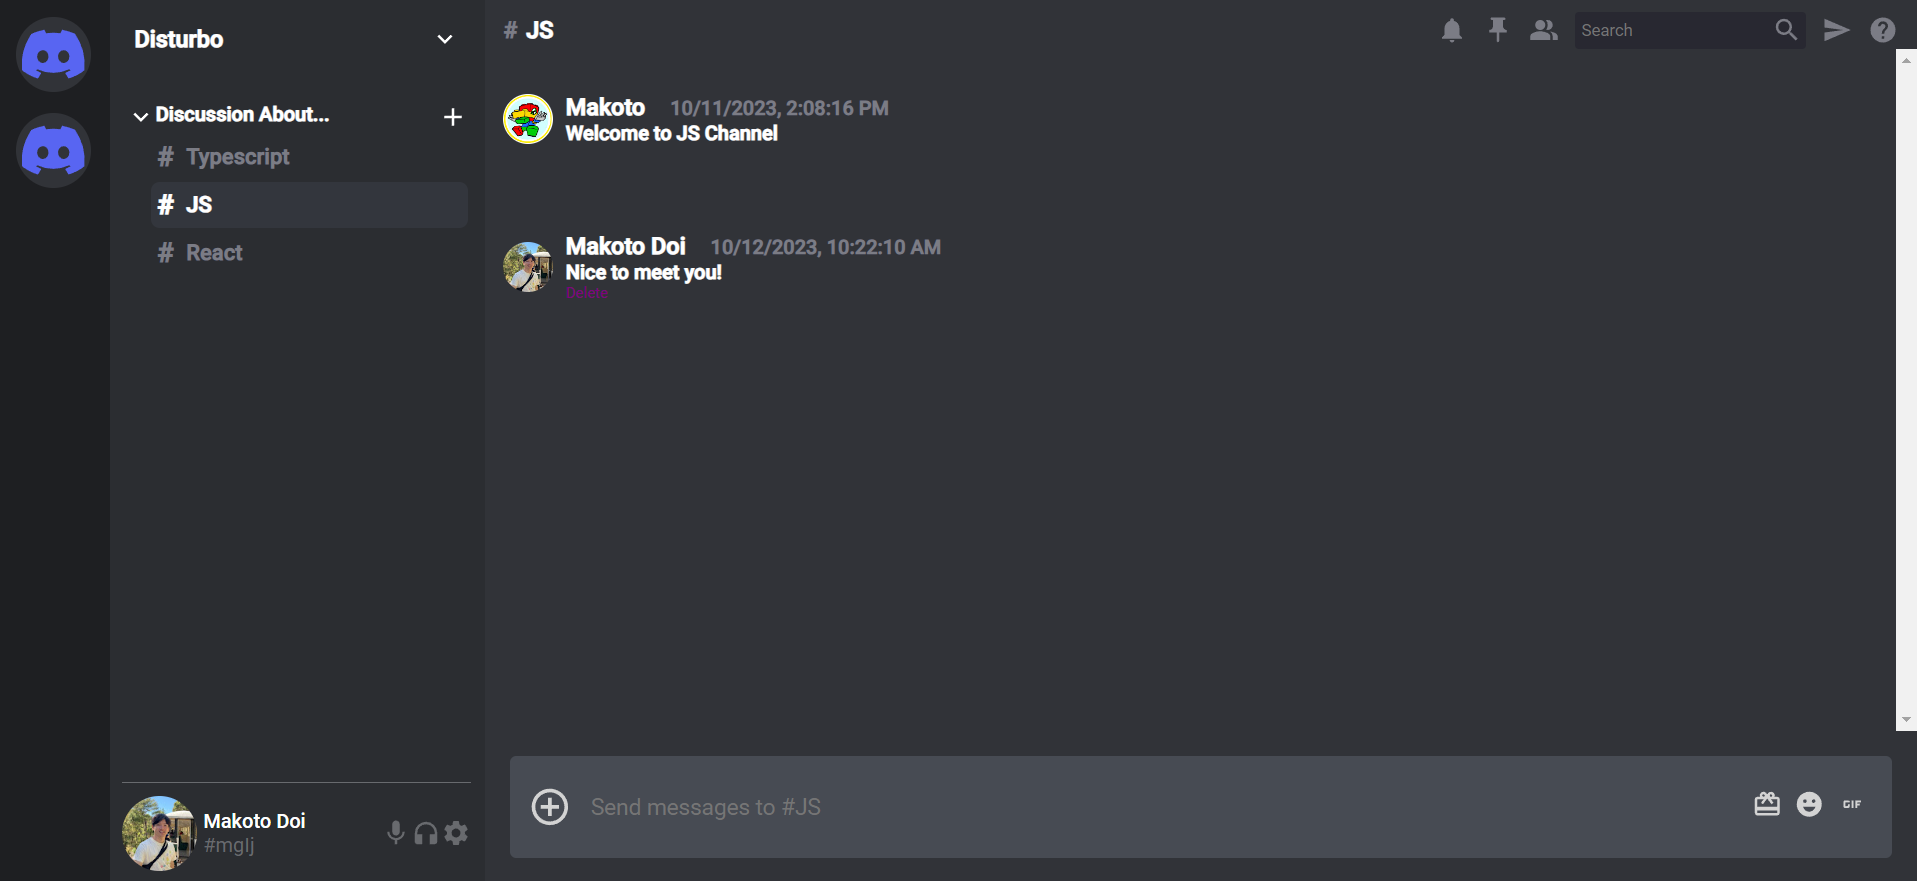 Disturbo
Discussion About...
# Typescript
# JS
# React
Makoto Doi
#mglj
# JS
Search
Makoto 10/11/2023, 2:08:16 PM
Welcome to JS Channel
Makoto Doi 10/12/2023, 10:22:10 AM
Nice to meet you!
Delete
Send messages to #JS
GIF